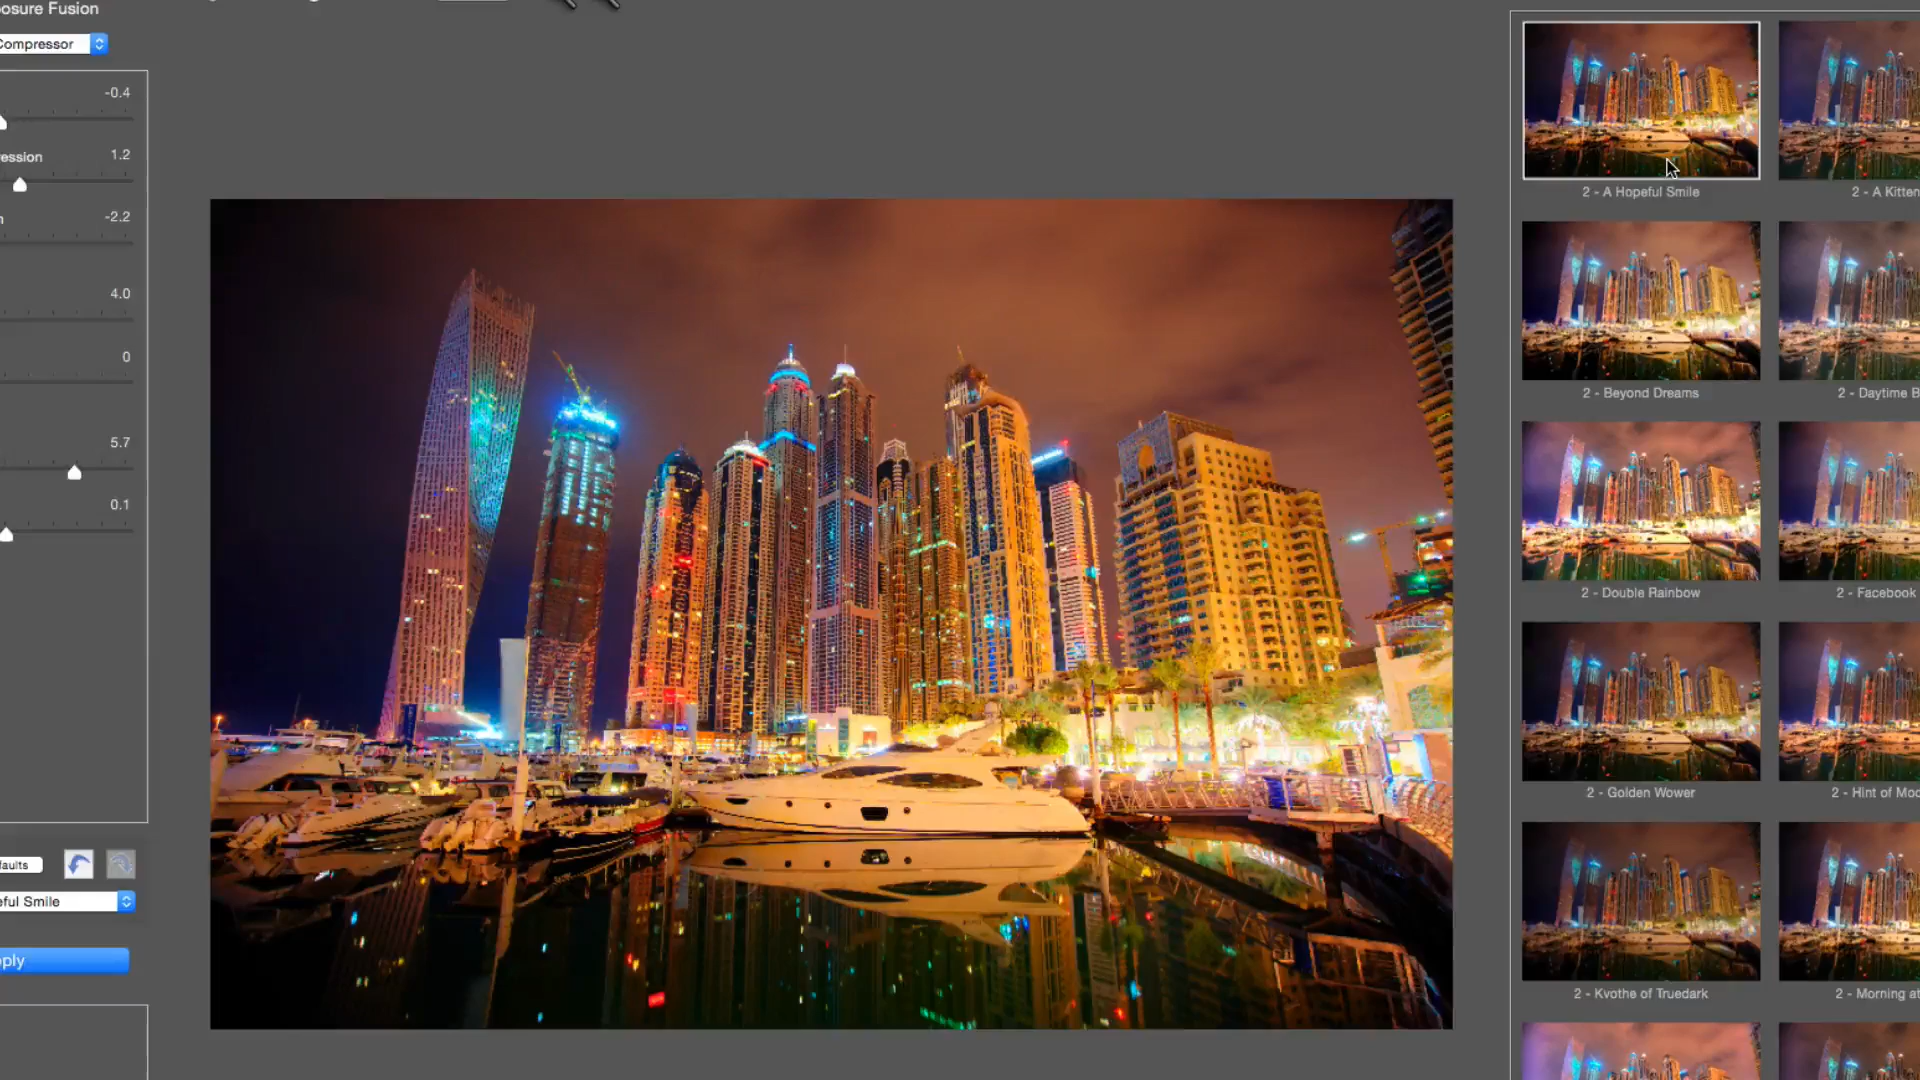 osure Fusion
Compressor
-0.4
ession
1.2
n
-2.2
4.0
0
5.7
0.1
faults
eful Smile
pply
2 - A Hopeful Smile
2 - A Kitten
2 - Beyond Dreams
2 - Daytime B
2 - Double Rainbow
2 - Facebook
2 - Golden Wower
2 - Hint of Moo
2 - Kvothe of Truedark
2 - Morning at